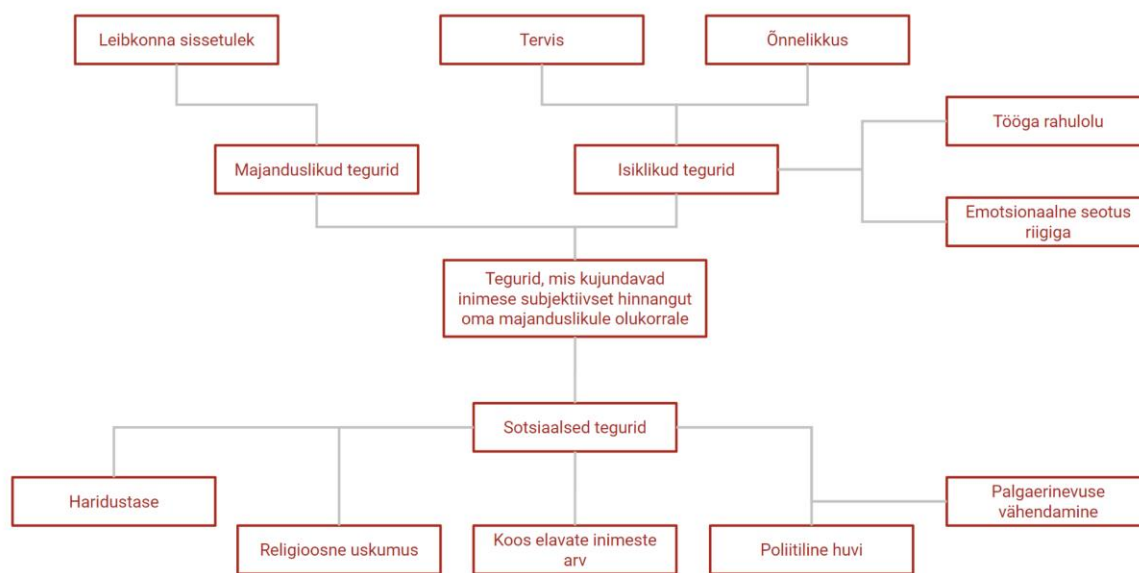 Leibkonna sissetulek
Tervis
Õnnelikkus
Tööga rahulolu
Majanduslikud tegurid
Isiklikud tegurid
Emotsionaalne seotus
riigiga
Tegurid, mis kujundavad
inimese subjektiivset hinnangut
oma majanduslikule olukorrale
Sotsiaalsed tegurid
Haridustase
Religioosne uskumus
Koos elavate inimeste
arv
Poliitiline huvi
Palgaerinevuse
vähendamine